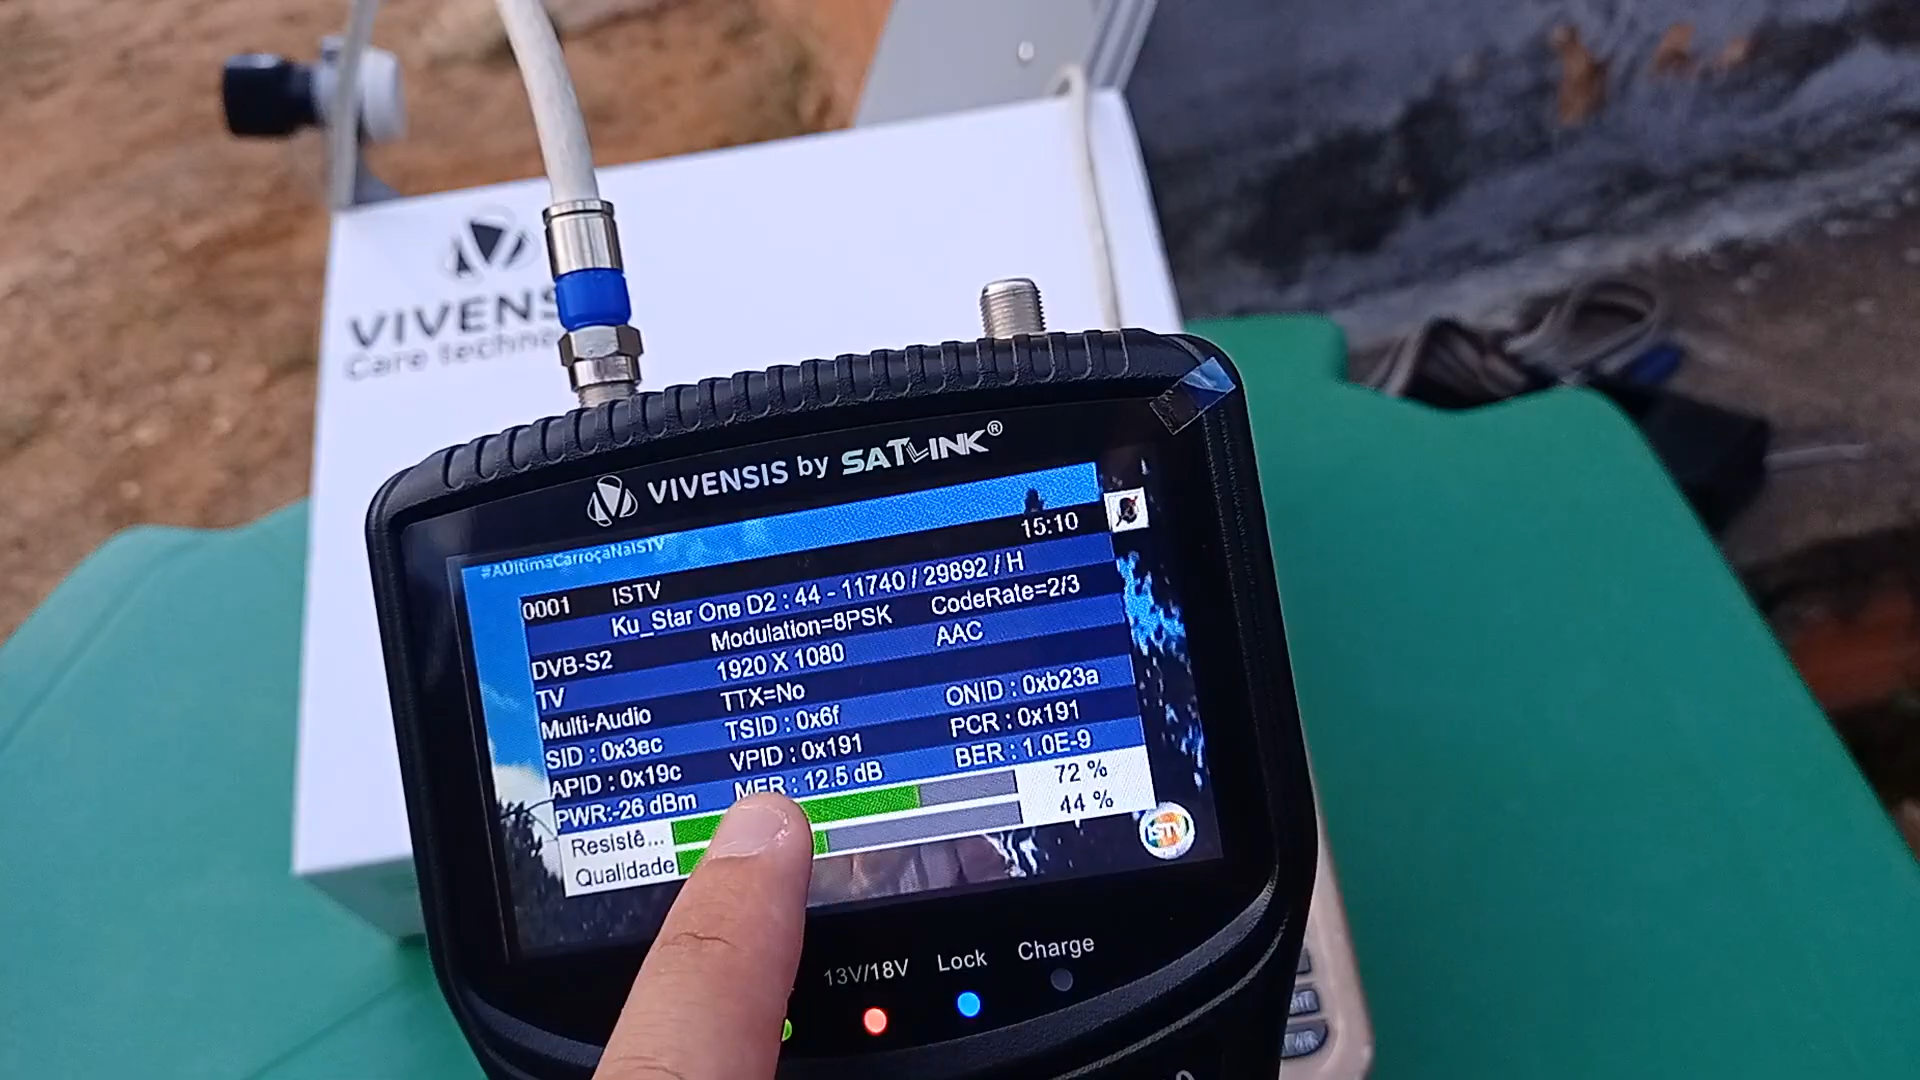 VIVENS
Care techno
VIVENSIS by SATLINK®
#AUltimaCarroçaNaISTV
15:10
0001 ISTV
Ku_Star One D2 : 44 - 11740 / 29892 / H
DVB-S2 Modulation=8PSK CodeRate=2/3
TV 1920 X 1080 AAC
Multi-Audio TTX=No
SID : 0x3ec TSID : 0x6f ONID : 0xb23a
APID : 0x19c VPID : 0x191 PCR : 0x191
PWR:-26 dBm MER : 12.5 dB BER : 1.0E-9
Resistê... 72 %
Qualidade 44 %
ISTV
13V/18V Lock Charge